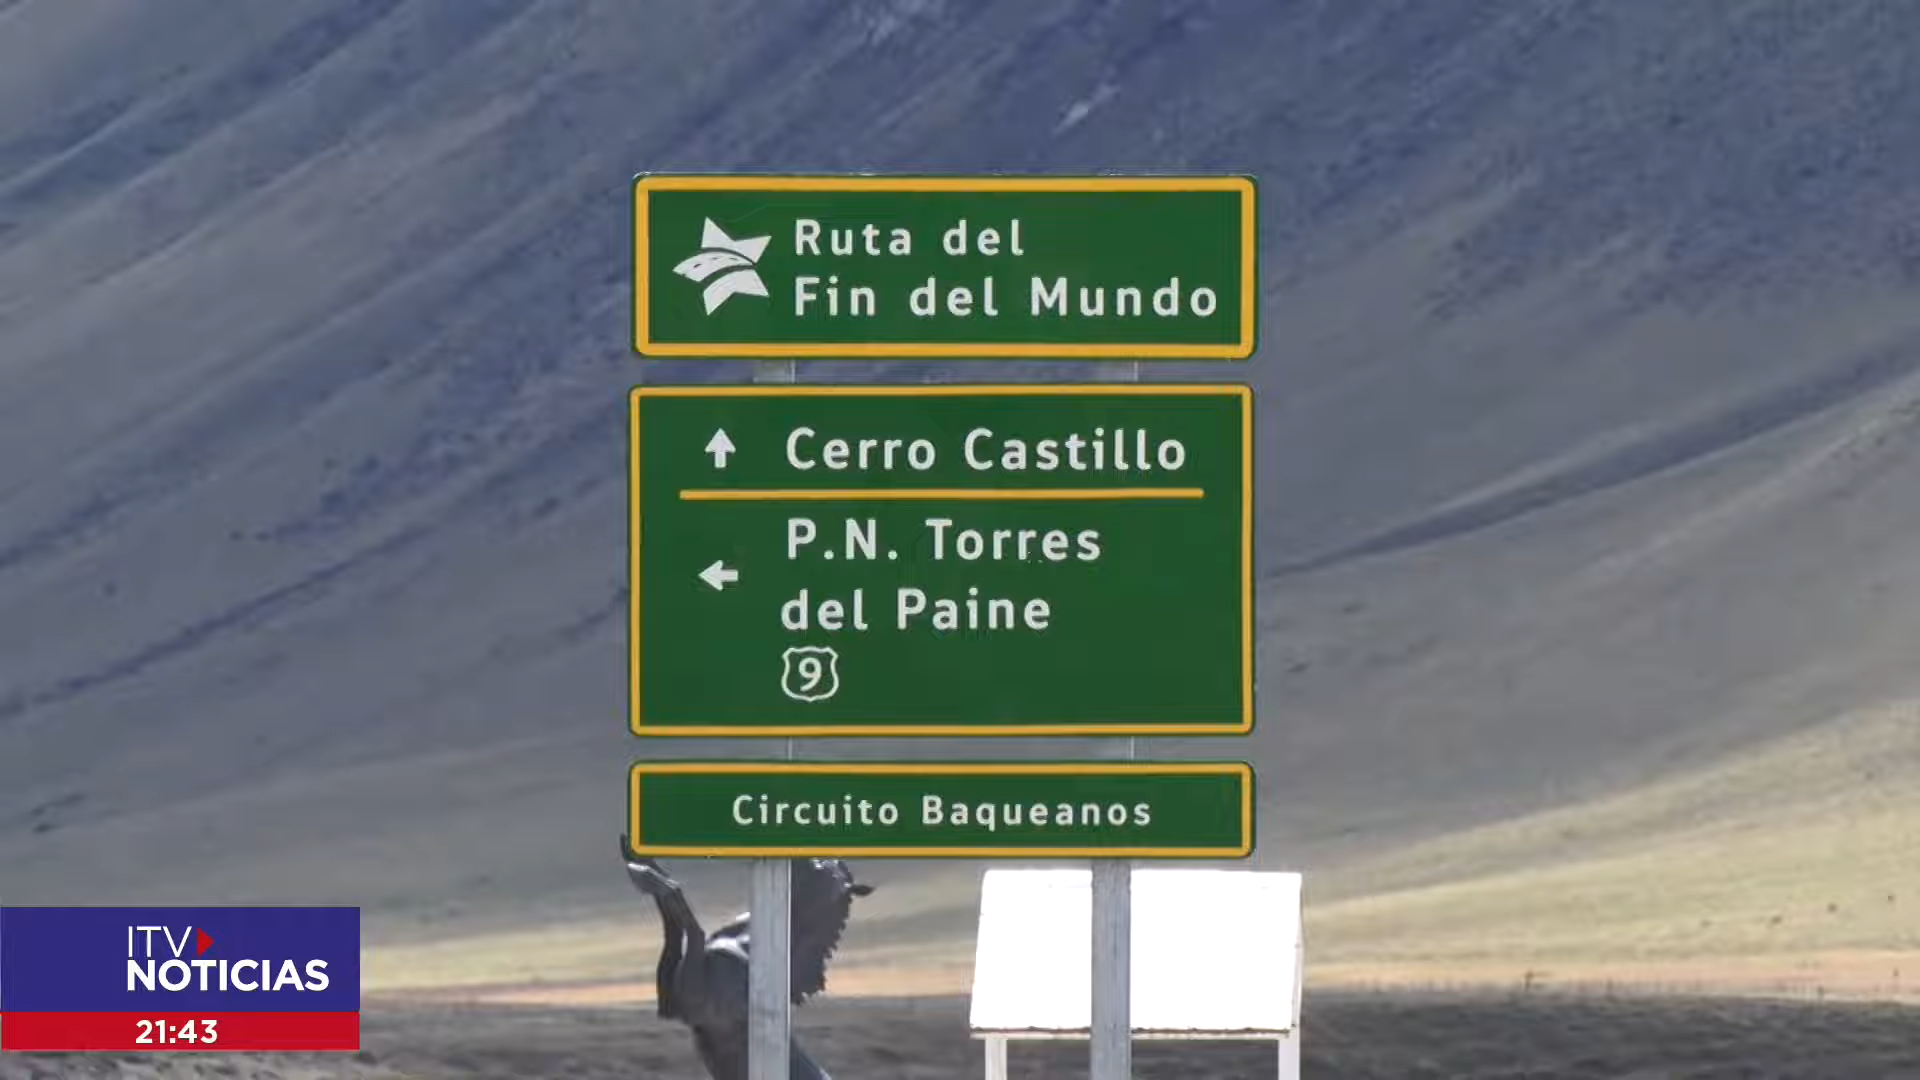 Ruta del
Fin del Mundo
Cerro Castillo
P.N. Torres
del Paine
9
Circuito Baqueanos
ITV
NOTICIAS
21:43